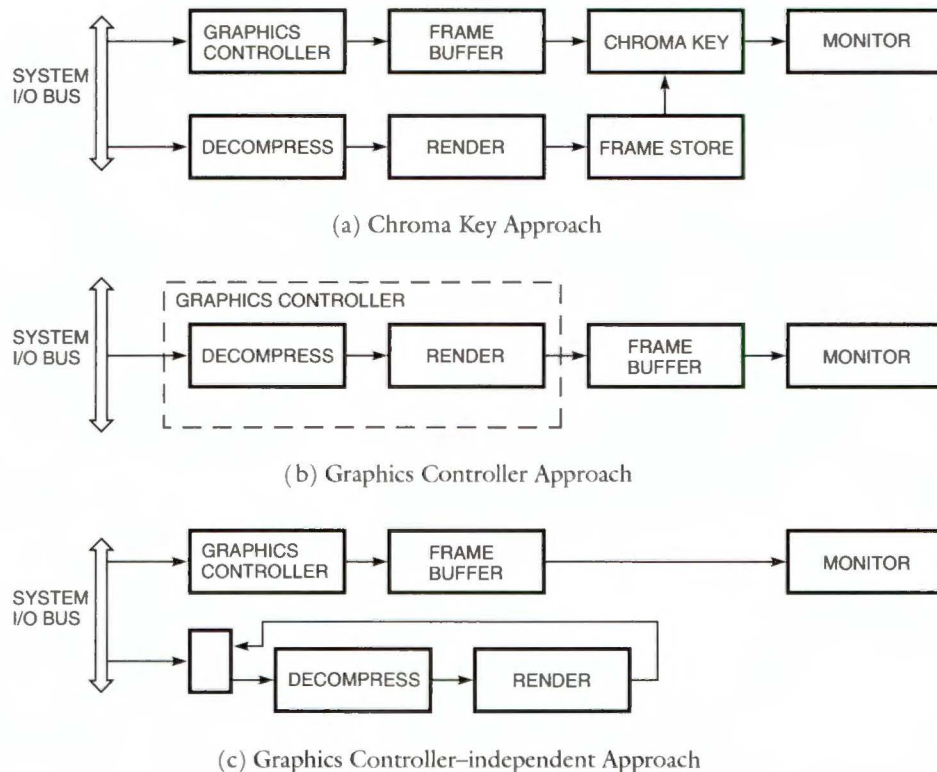 GRAPHICS
CONTROLLER
FRAME
BUFFER
CHROMA KEY
MONITOR
SYSTEM
I/O BUS
DECOMPRESS
RENDER
FRAME STORE
(a) Chroma Key Approach
GRAPHICS CONTROLLER
SYSTEM
I/O BUS
DECOMPRESS
RENDER
FRAME
BUFFER
MONITOR
(b) Graphics Controller Approach
GRAPHICS
CONTROLLER
FRAME
BUFFER
MONITOR
SYSTEM
I/O BUS
DECOMPRESS
RENDER
(c) Graphics Controller–independent Approach